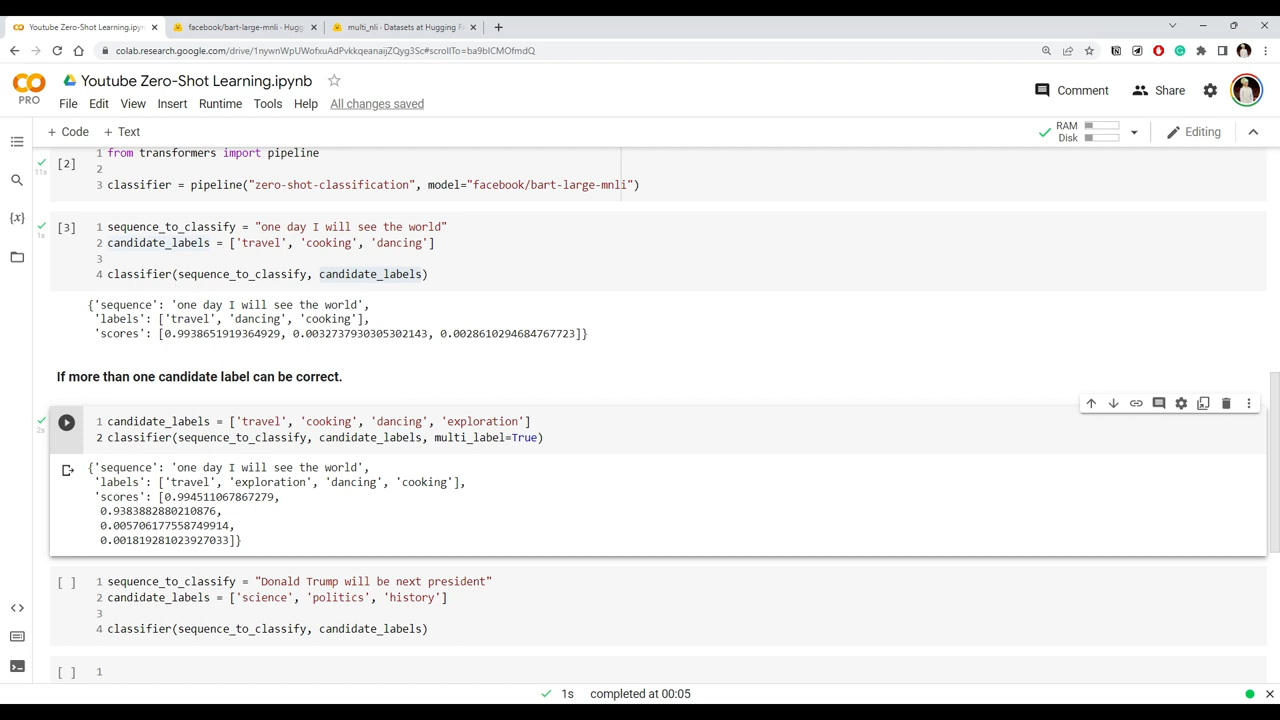 Youtube Zero-Shot Learning.ipynb
facebook/bart-large-mnli · Hugg
multi_nli · Datasets at Hugging F
colab.research.google.com/drive/1nywnWpUWofxuAdPvkkqeanaijZQyg3Sc#scrollTo=ba9blCMOfmdQ
CO
PRO
Youtube Zero-Shot Learning.ipynb
Comment
Share
File Edit View Insert Runtime Tools Help All changes saved
+ Code + Text
RAM
Disk
Editing
[2]
11s
1 from transformers import pipeline
2
3 classifier = pipeline("zero-shot-classification", model="facebook/bart-large-mnli")
[3]
1s
1 sequence_to_classify = "one day I will see the world"
2 candidate_labels = ['travel', 'cooking', 'dancing']
3
4 classifier(sequence_to_classify, candidate_labels)
{'sequence': 'one day I will see the world',
'labels': ['travel', 'dancing', 'cooking'],
'scores': [0.9938651919364929, 0.0032737930305302143, 0.0028610294684767723]}
If more than one candidate label can be correct.
2s
1 candidate_labels = ['travel', 'cooking', 'dancing', 'exploration']
2 classifier(sequence_to_classify, candidate_labels, multi_label=True)
{'sequence': 'one day I will see the world',
'labels': ['travel', 'exploration', 'dancing', 'cooking'],
'scores': [0.994511067867279,
0.9383882880210876,
0.005706177558749914,
0.001819281023927033]}
[ ]
1 sequence_to_classify = "Donald Trump will be next president"
2 candidate_labels = ['science', 'politics', 'history']
3
4 classifier(sequence_to_classify, candidate_labels)
[ ] 1
1s completed at 00:05